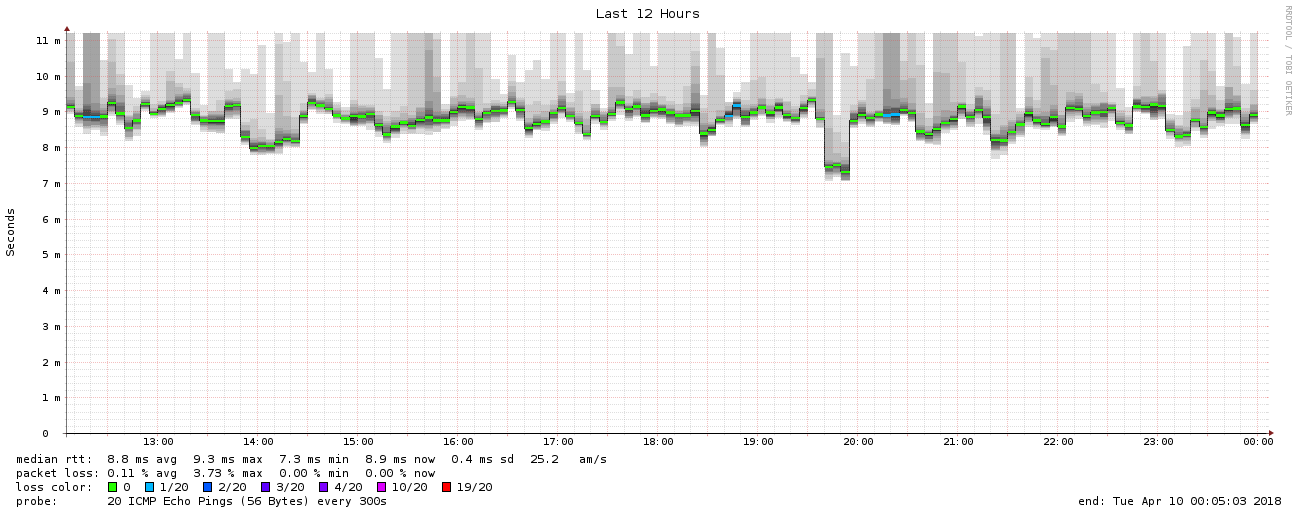 Last 12 Hours
RRDTOOL / TOBI OETIKER
Seconds
11 m
10 m
9 m
8 m
7 m
6 m
5 m
4 m
3 m
2 m
1 m
0
13:00 14:00 15:00 16:00 17:00 18:00 19:00 20:00 21:00 22:00 23:00 00:00
median rtt: 8.8 ms avg 9.3 ms max 7.3 ms min 8.9 ms now 0.4 ms sd 25.2 am/s
packet loss: 0.11 % avg 3.73 % max 0.00 % min 0.00 % now
loss color: 0 1/20 2/20 3/20 4/20 10/20 19/20
probe: 20 ICMP Echo Pings (56 Bytes) every 300s end: Tue Apr 10 00:05:03 2018